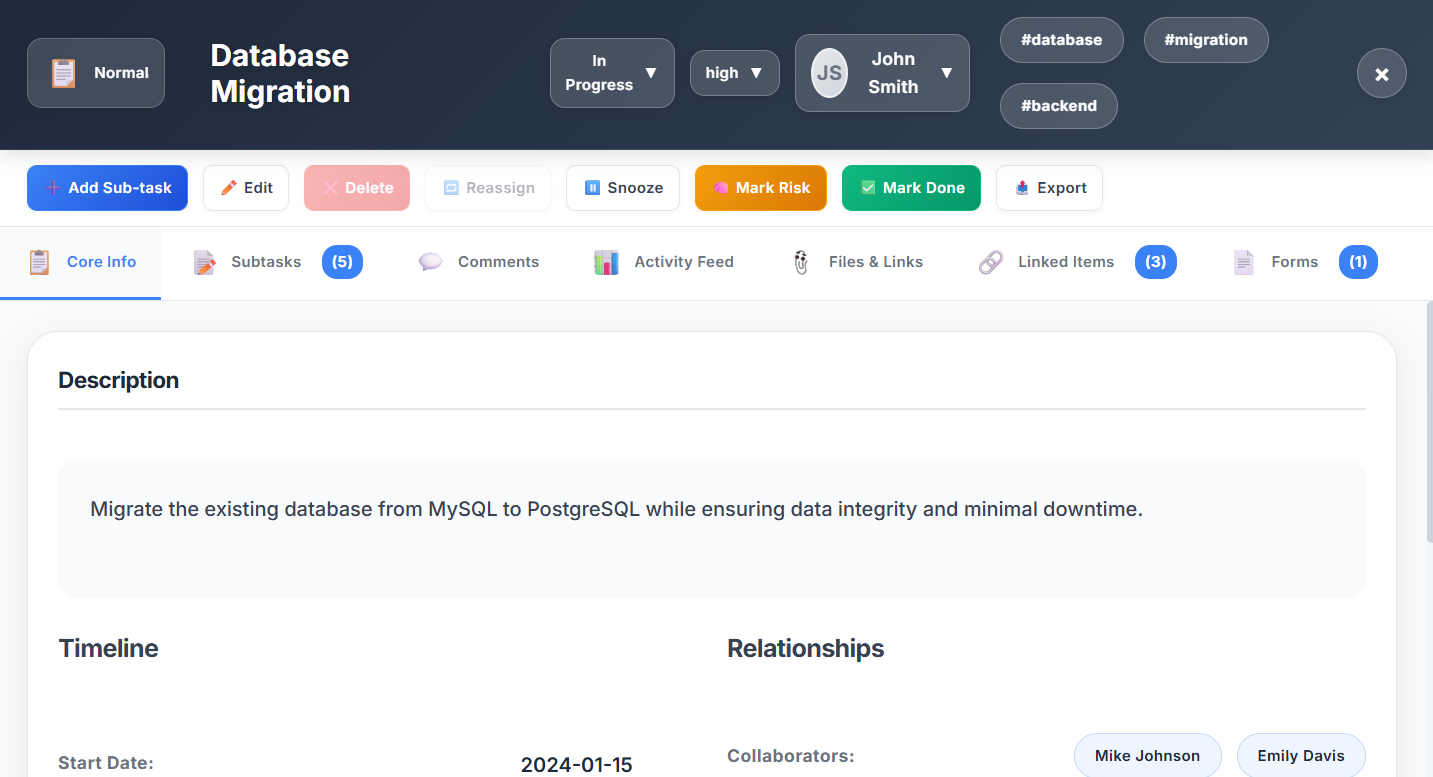 Normal
Database
Migration
In
Progress ▼
high ▼
JS
John
Smith ▼
#database
#migration
#backend
×
Add Sub-task
Edit
Delete
Reassign
Snooze
Mark Risk
Mark Done
Export
Core Info
Subtasks (5)
Comments
Activity Feed
Files & Links
Linked Items (3)
Forms (1)
Description
Migrate the existing database from MySQL to PostgreSQL while ensuring data integrity and minimal downtime.
Timeline
Start Date: 2024-01-15
Relationships
Collaborators: Mike Johnson Emily Davis